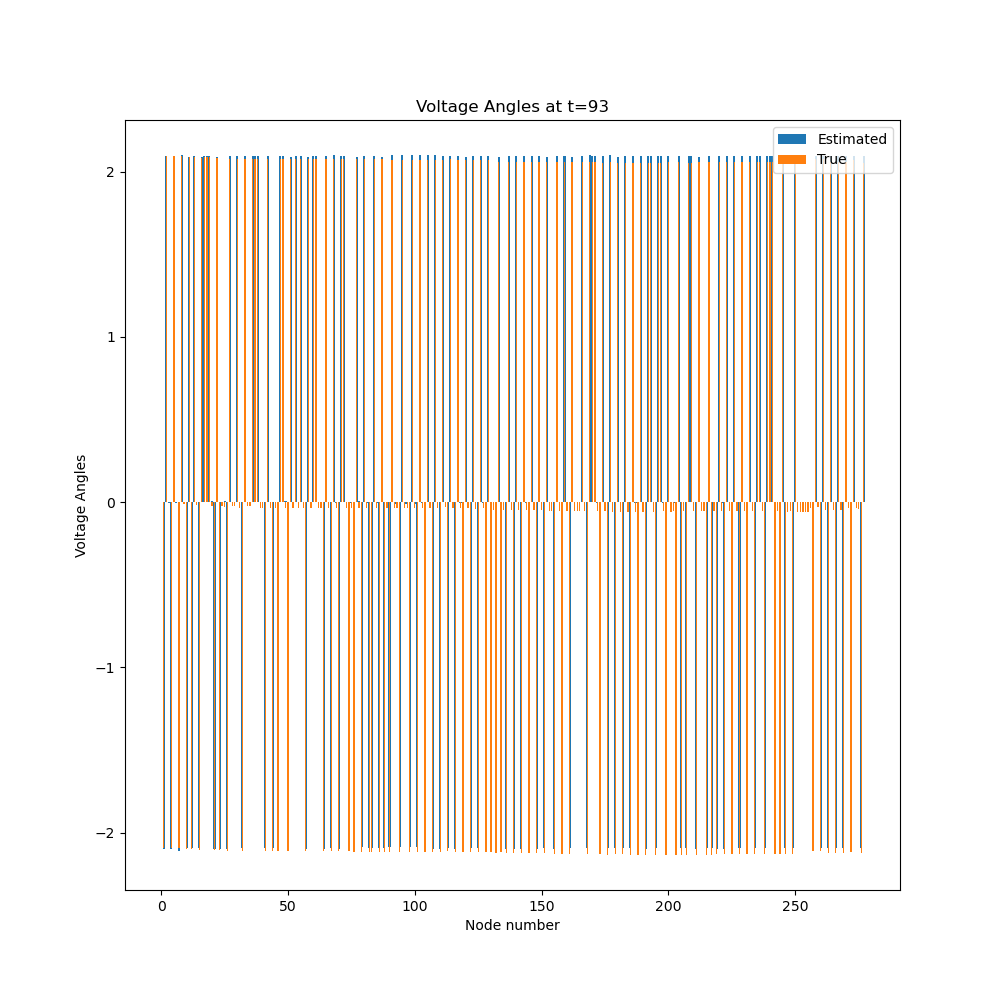 Voltage Angles at t=93
Estimated
True
Voltage Angles
2
1
0
−1
−2
0
50
100
150
200
250
Node number